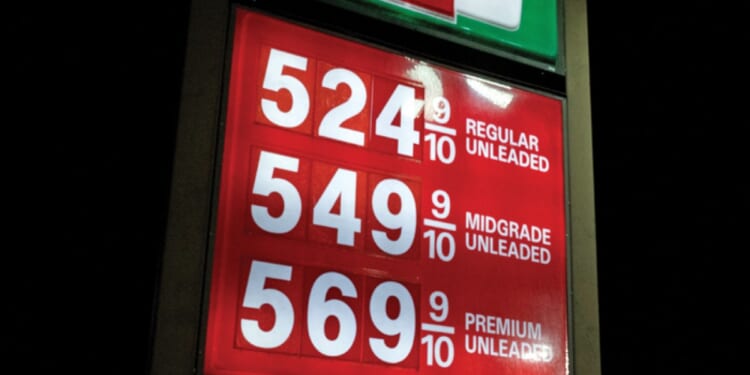 524 9/10 REGULAR UNLEADED
549 9/10 MIDGRADE UNLEADED
569 9/10 PREMIUM UNLEADED